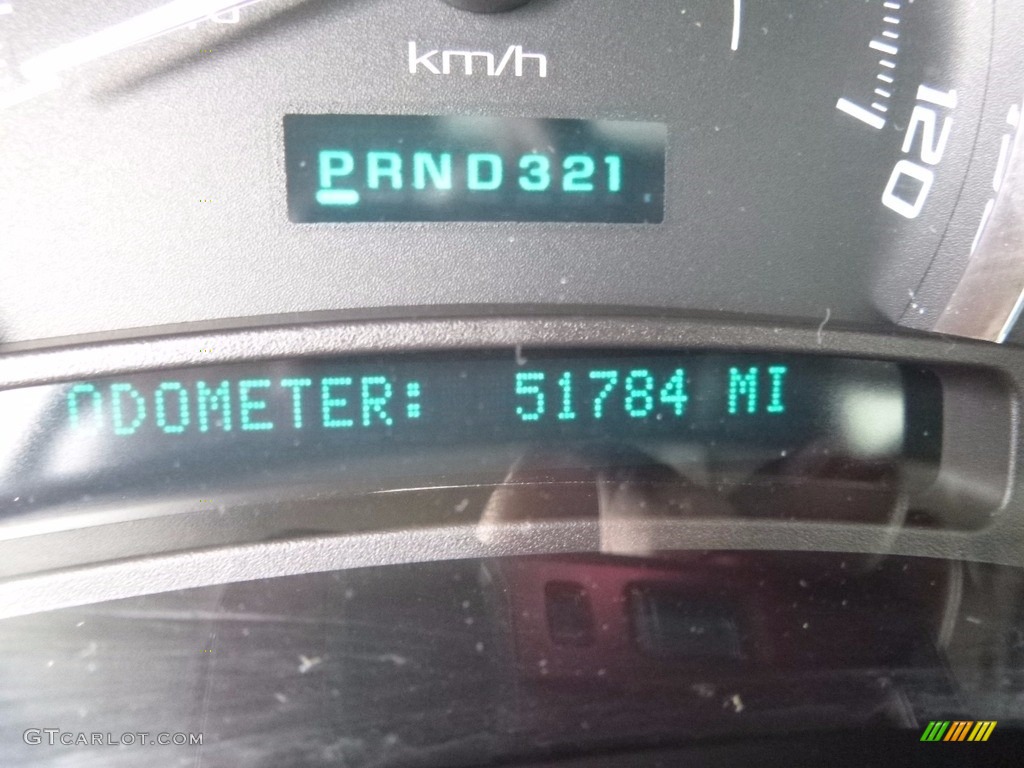 km/h
120
PRND321
ODOMETER: 51784 MI
GTCARLOT.COM